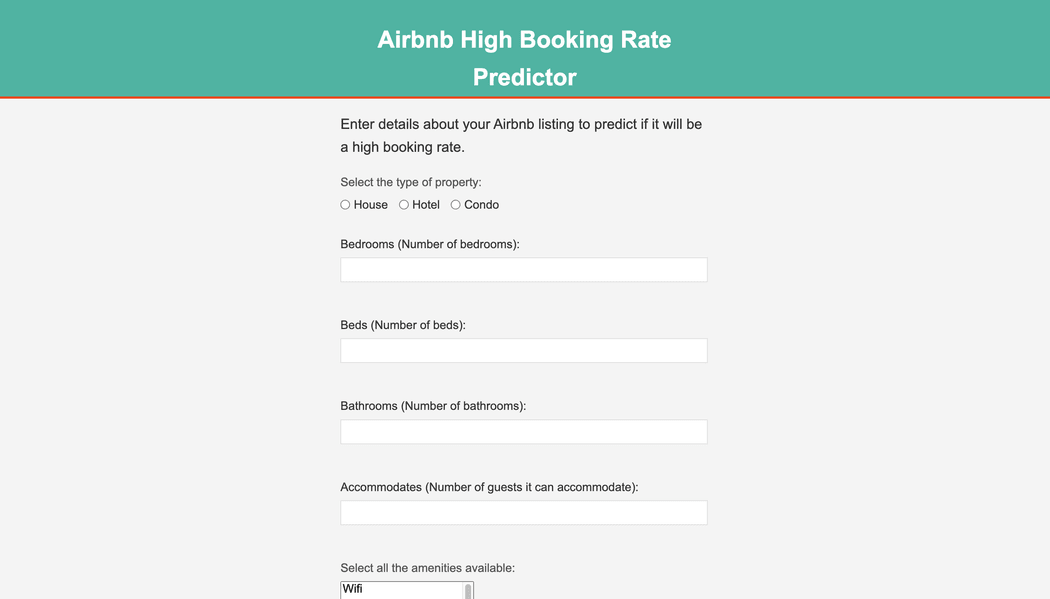 Airbnb High Booking Rate
Predictor
Enter details about your Airbnb listing to predict if it will be
a high booking rate.
Select the type of property:
House Hotel Condo
Bedrooms (Number of bedrooms):
Beds (Number of beds):
Bathrooms (Number of bathrooms):
Accommodates (Number of guests it can accommodate):
Select all the amenities available:
Wifi